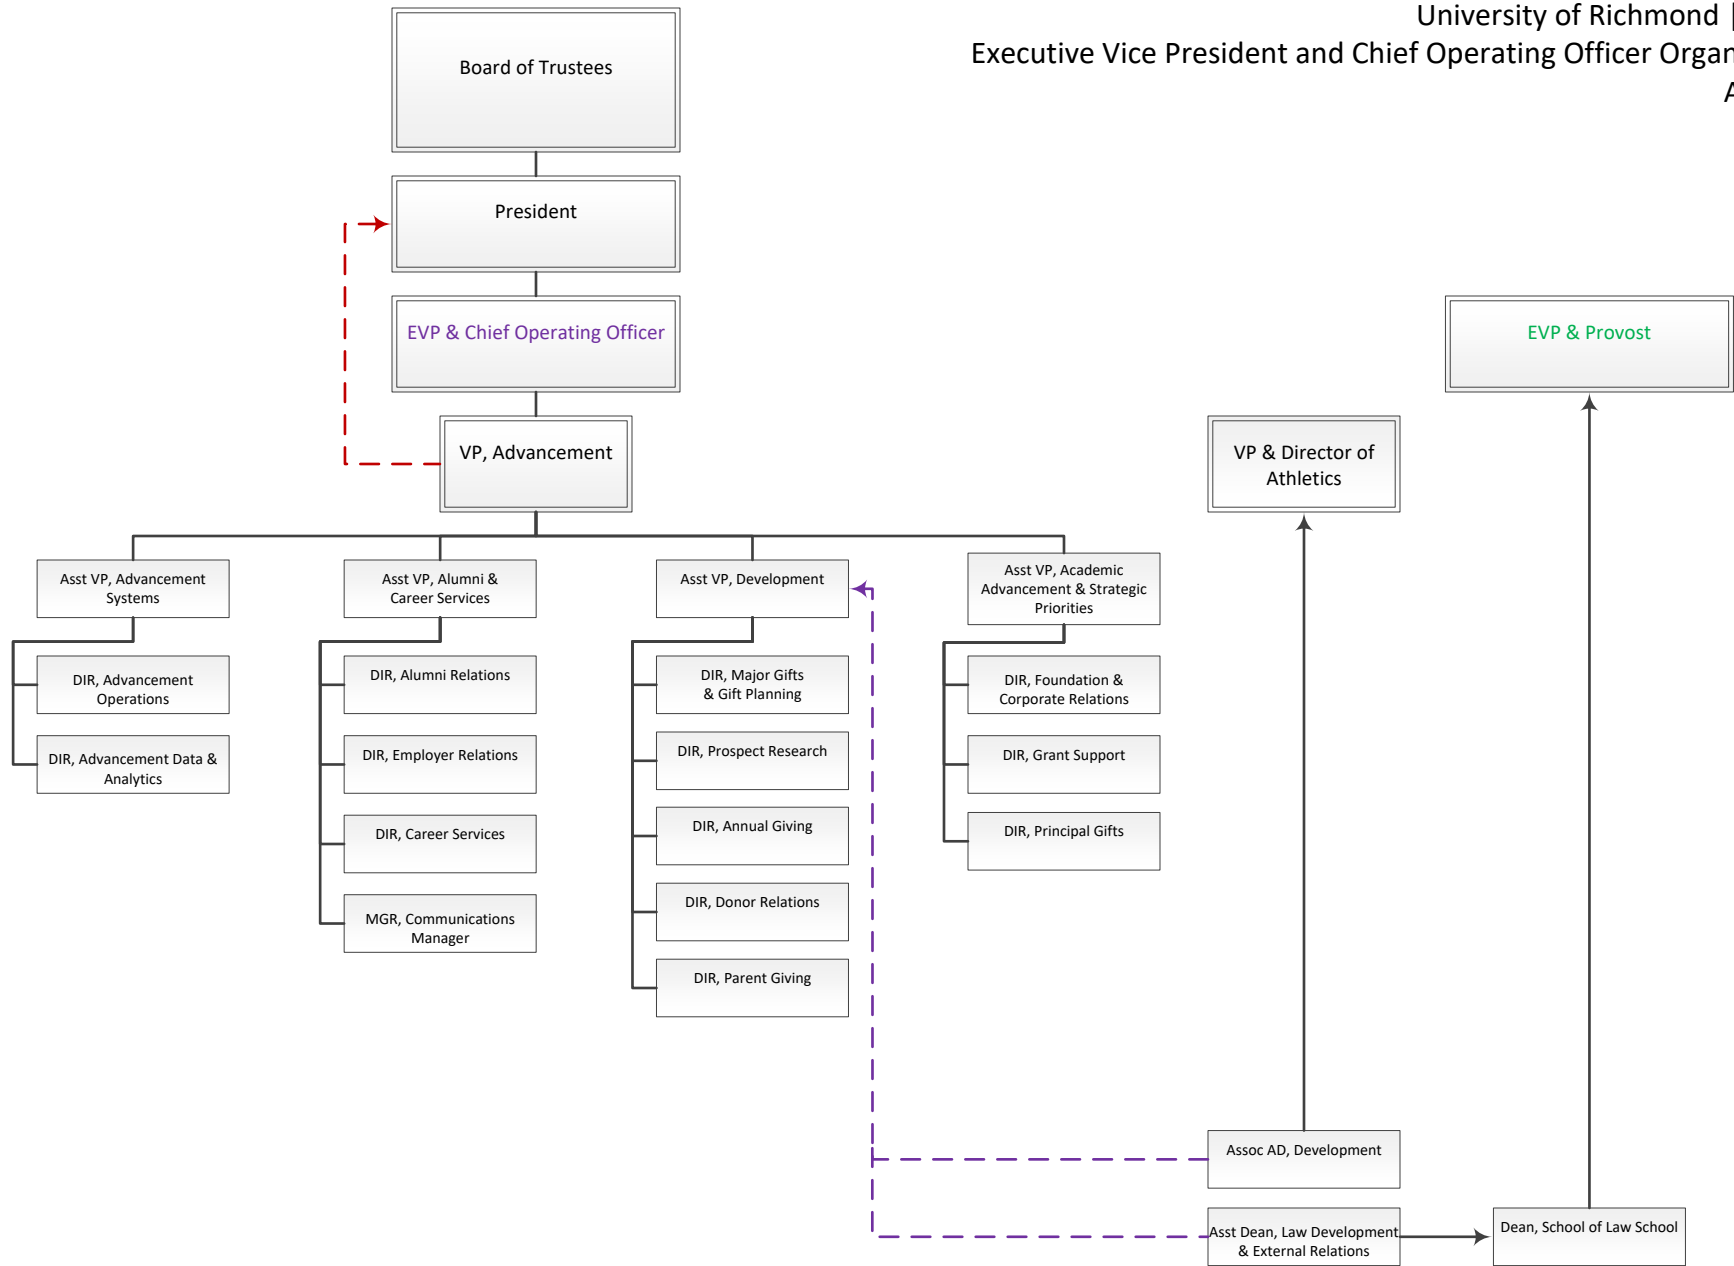 University of Richmond |
Executive Vice President and Chief Operating Officer Organ
A
Board of Trustees
President
EVP & Chief Operating Officer
EVP & Provost
VP, Advancement
VP & Director of
Athletics
Asst VP, Advancement
Systems
Asst VP, Alumni &
Career Services
Asst VP, Development
Asst VP, Academic
Advancement & Strategic
Priorities
DIR, Advancement
Operations
DIR, Advancement Data &
Analytics
DIR, Alumni Relations
DIR, Employer Relations
DIR, Career Services
MGR, Communications
Manager
DIR, Major Gifts
& Gift Planning
DIR, Prospect Research
DIR, Annual Giving
DIR, Donor Relations
DIR, Parent Giving
DIR, Foundation &
Corporate Relations
DIR, Grant Support
DIR, Principal Gifts
Assoc AD, Development
Asst Dean, Law Development
& External Relations
Dean, School of Law School